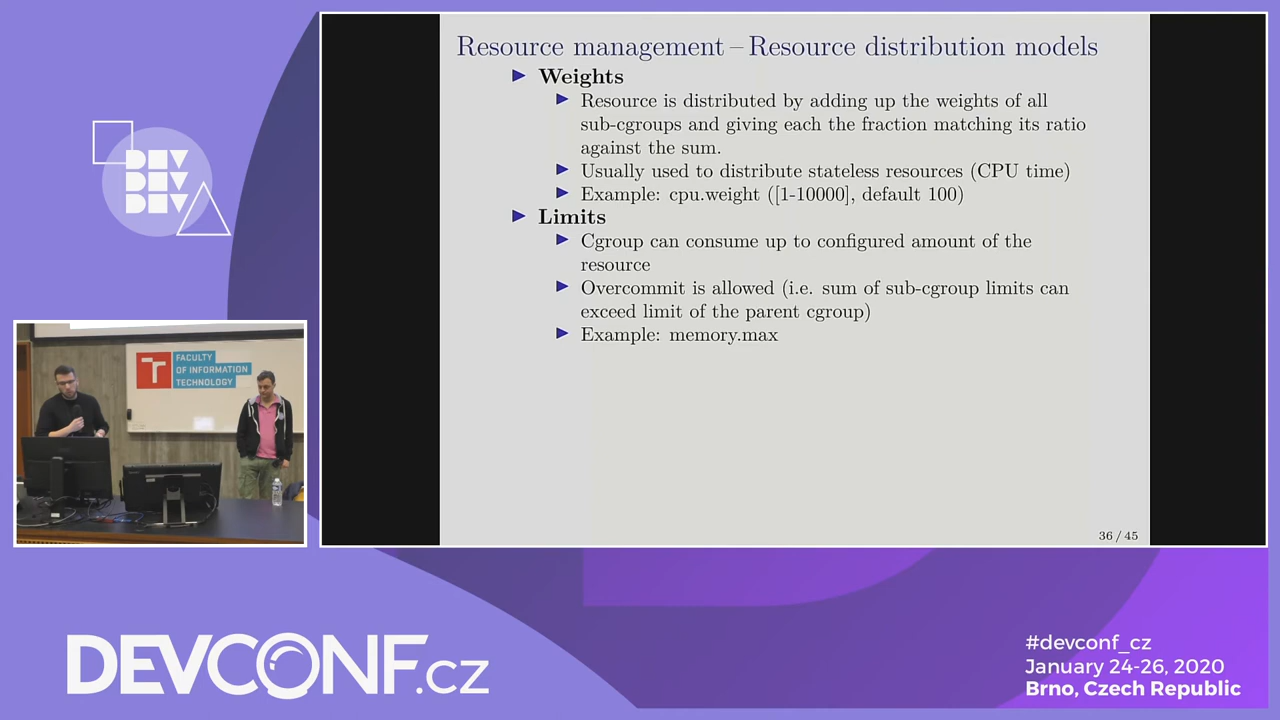 DEV
DEV
DEV
Resource management – Resource distribution models
Weights
Resource is distributed by adding up the weights of all
sub-cgroups and giving each the fraction matching its ratio
against the sum.
Usually used to distribute stateless resources (CPU time)
Example: cpu.weight ([1-10000], default 100)
Limits
Cgroup can consume up to configured amount of the
resource
Overcommit is allowed (i.e. sum of sub-cgroup limits can
exceed limit of the parent cgroup)
Example: memory.max
36 / 45
T
FACULTY
OF INFORMATION
TECHNOLOGY
DEVCONF.cz
#devconf_cz
January 24-26, 2020
Brno, Czech Republic